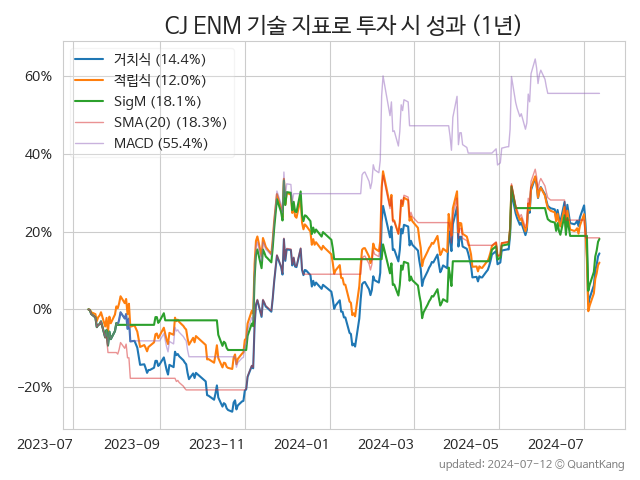 CJ ENM 기술 지표로 투자 시 성과 (1년)
거치식 (14.4%)
적립식 (12.0%)
SigM (18.1%)
SMA(20) (18.3%)
MACD (55.4%)
60%
40%
20%
0%
−20%
2023-07
2023-09
2023-11
2024-01
2024-03
2024-05
2024-07
updated: 2024-07-12 © QuantKang